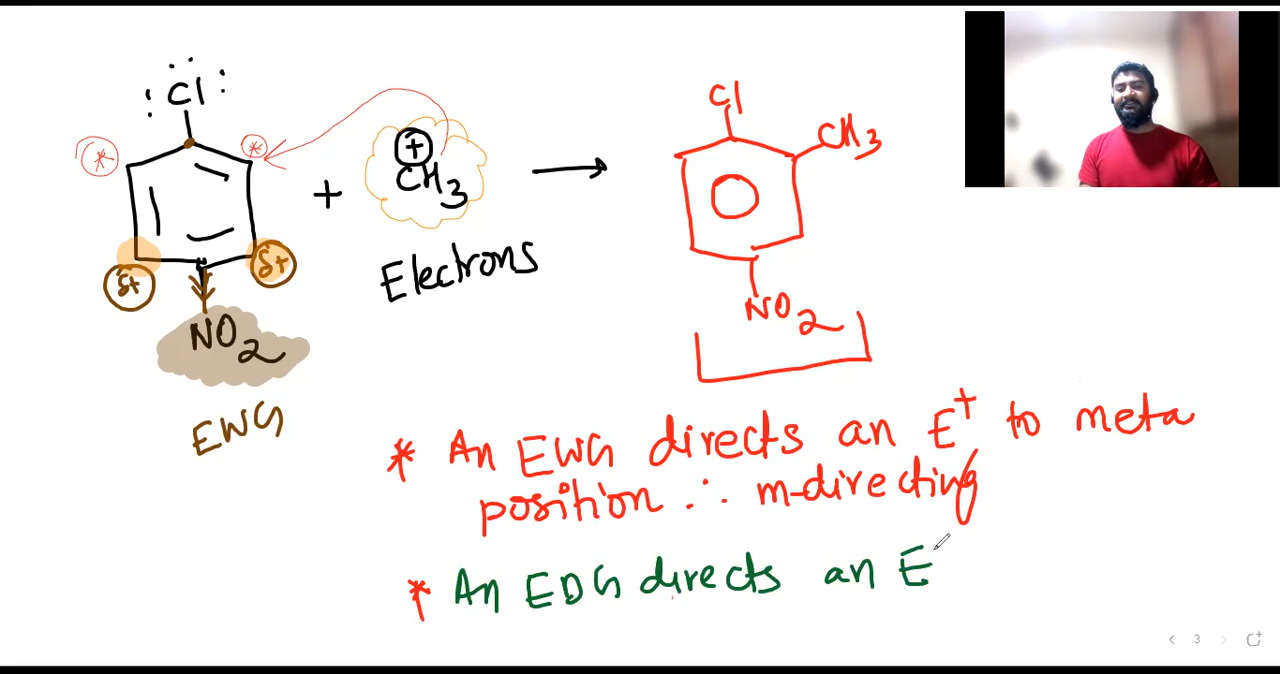 Cl
*
*
+
+
CH3
δ+
δ+
NO2
EWG
Electrons
Cl
CH3
NO2
* An EWG directs an E+ to meta
position ∴ m-directing
* An EDG directs an E
3